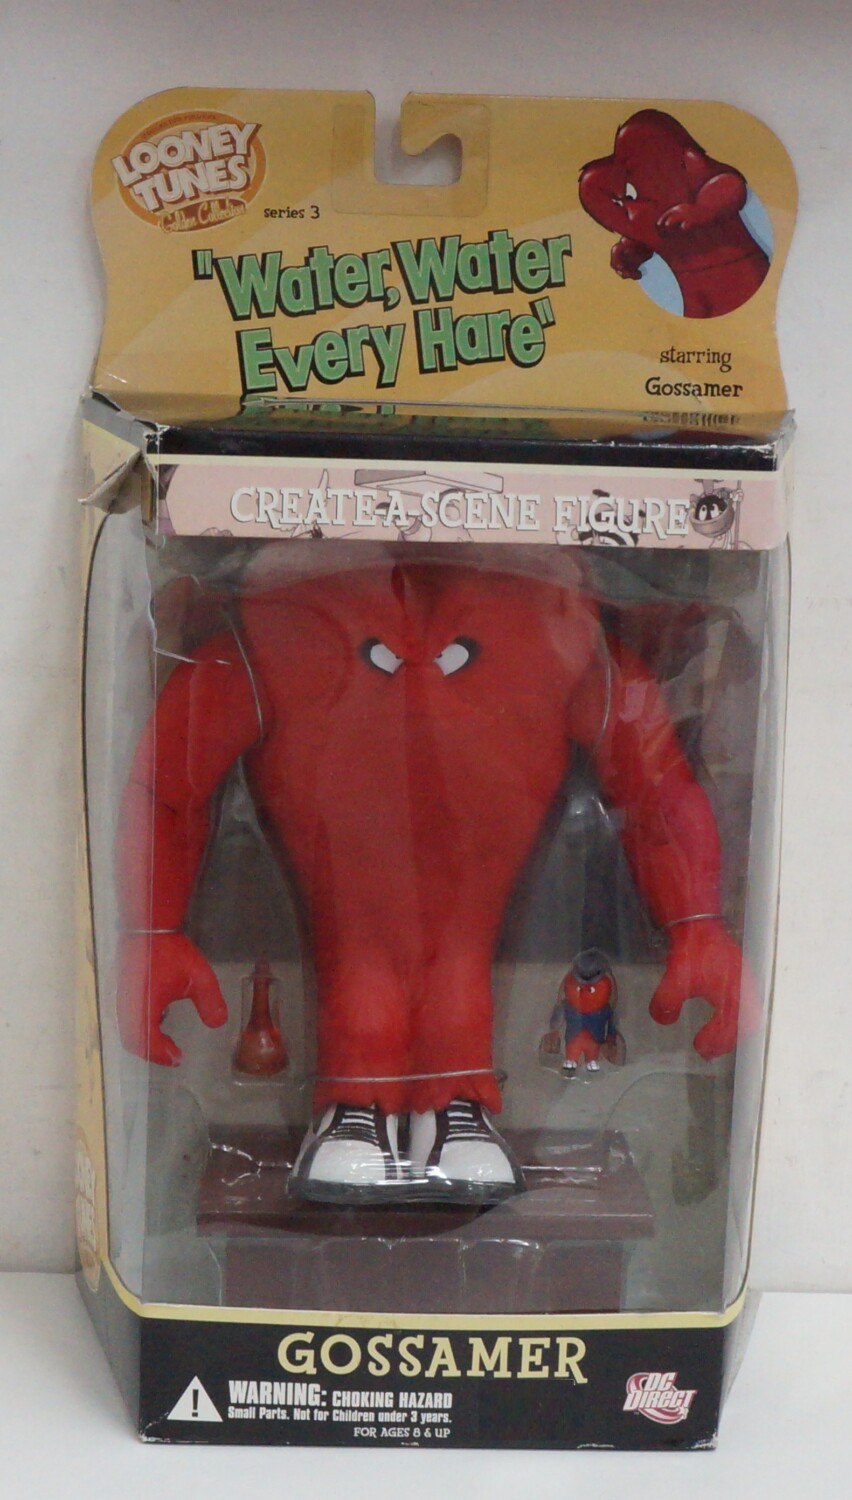 LOONEY
TUNES
Golden Collection
series 3
"Water, Water
Every Hare"
starring
Gossamer
CREATE-A-SCENE FIGURE
GOSSAMER
WARNING: CHOKING HAZARD
Small Parts. Not for Children under 3 years.
FOR AGES 8 & UP
DC
DIRECT